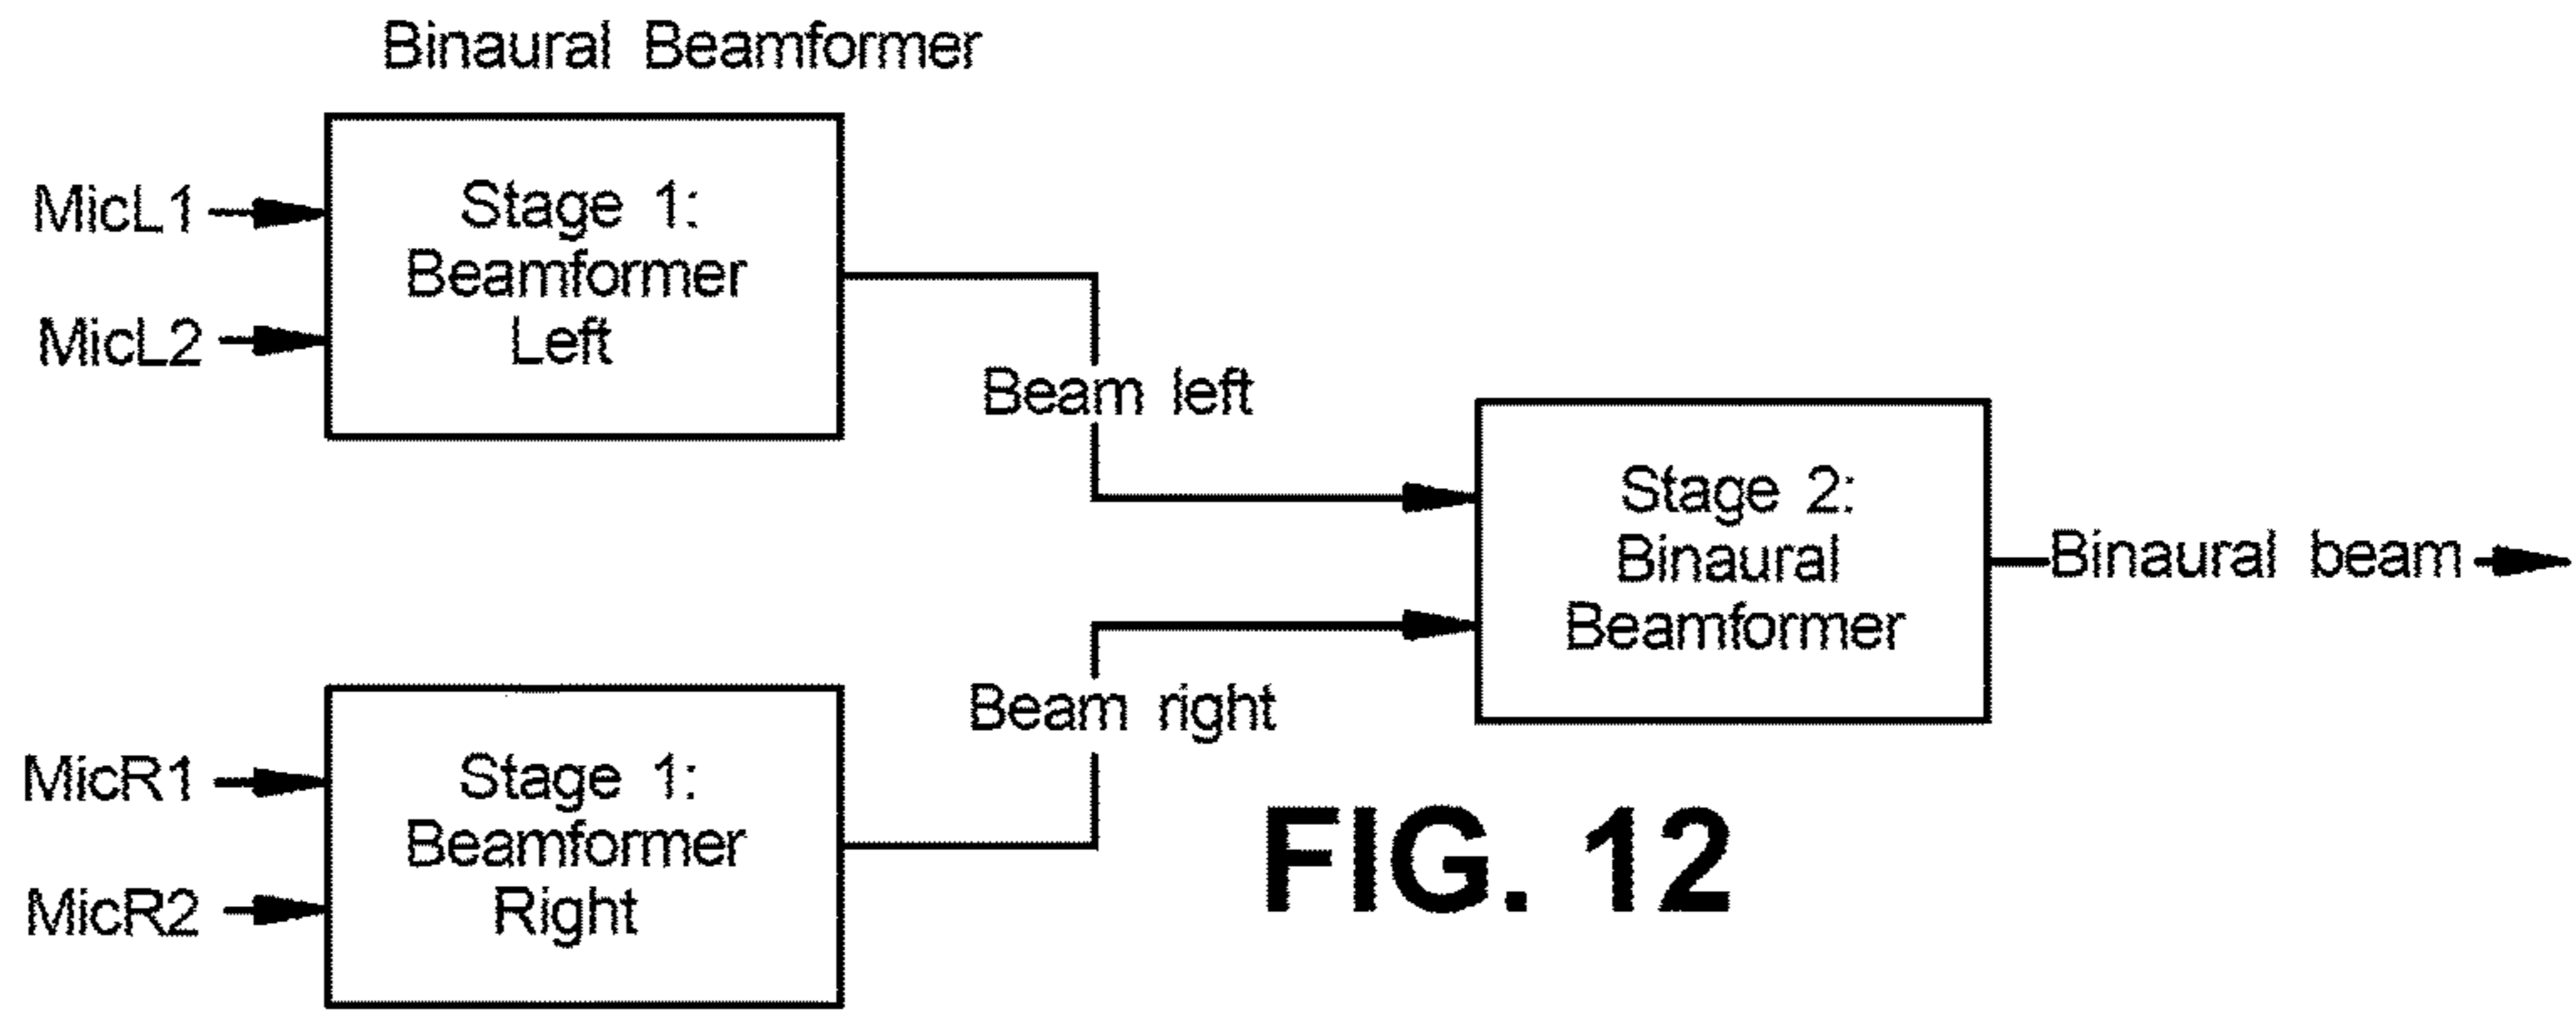 Binaural Beamformer
MicL1
MicL2
Stage 1:
Beamformer
Left
Beam left
MicR1
MicR2
Stage 1:
Beamformer
Right
Beam right
Stage 2:
Binaural
Beamformer
Binaural beam
FIG. 12